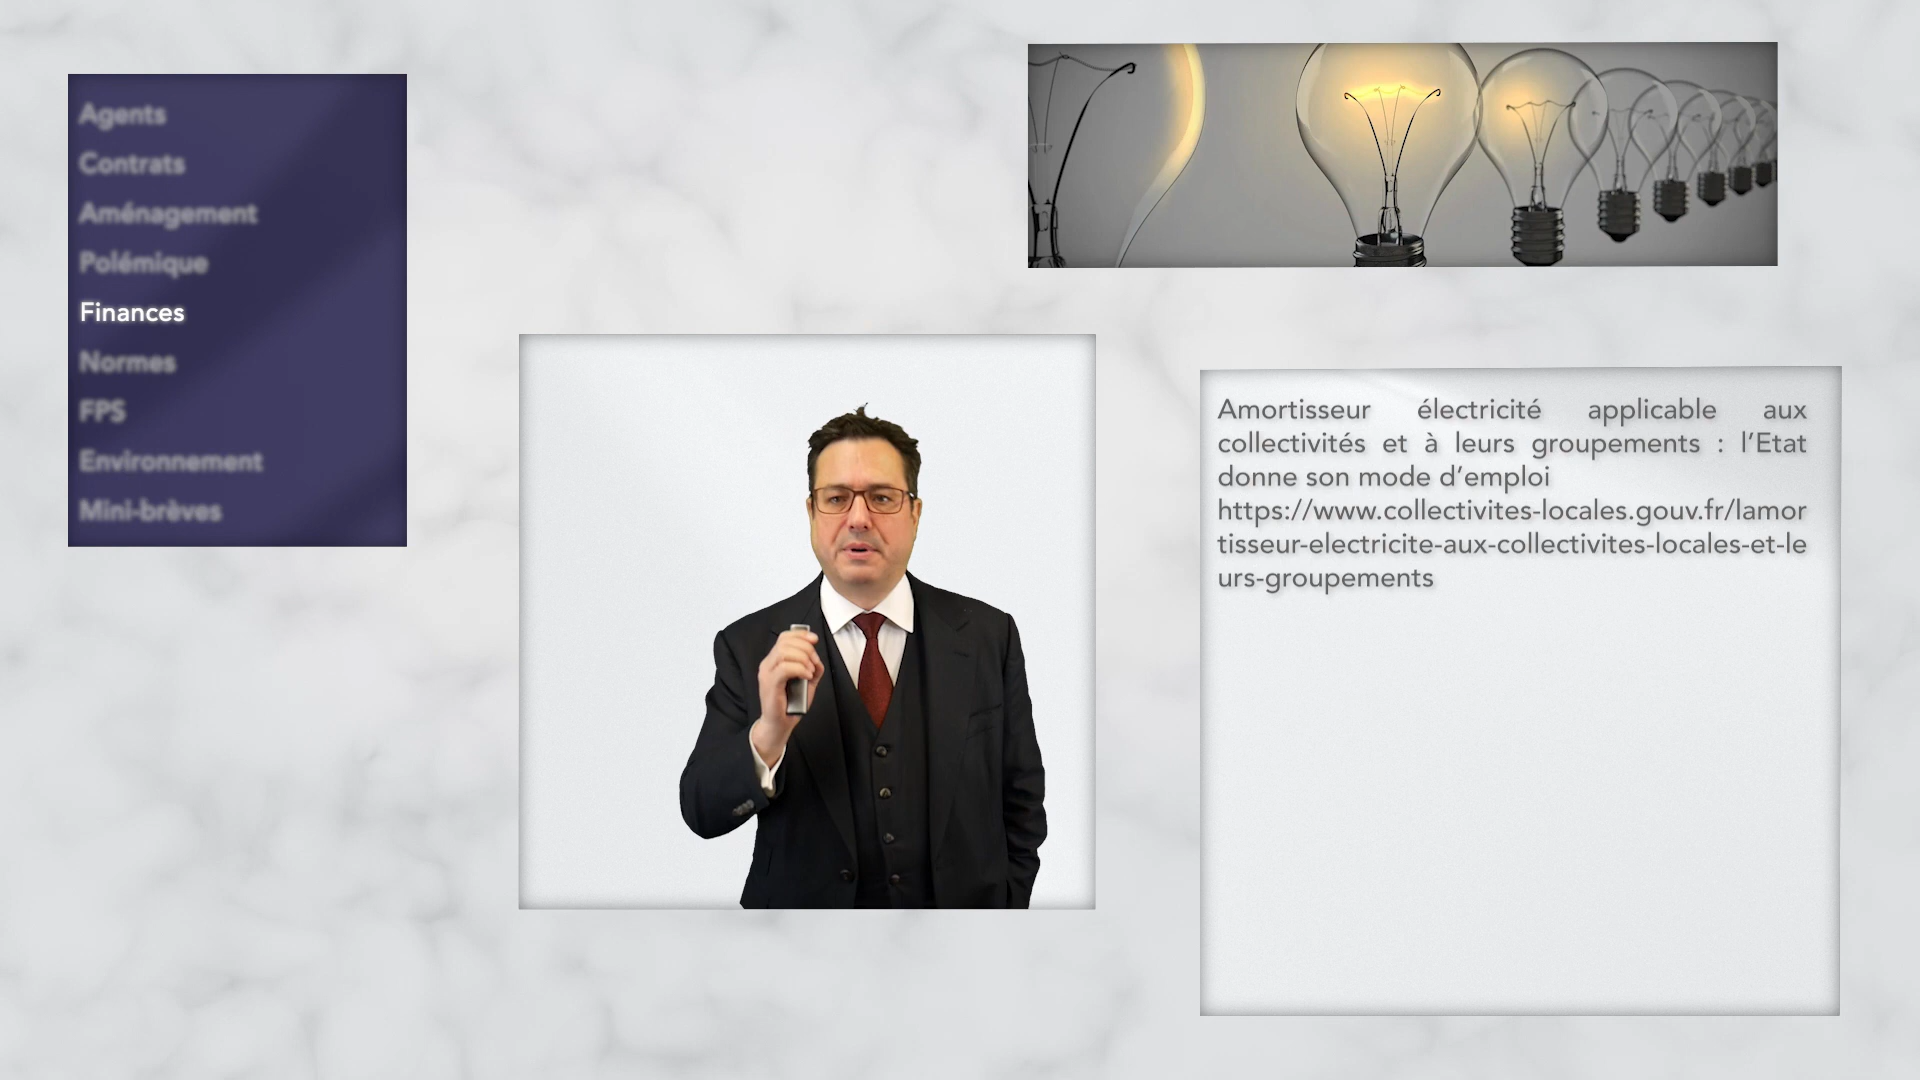 Agents
Contrats
Aménagement
Polémique
Finances
Normes
FPS
Environnement
Mini-brèves
Amortisseur électricité applicable aux
collectivités et à leurs groupements : l’Etat
donne son mode d’emploi
https://www.collectivites-locales.gouv.fr/lamor
tisseur-electricite-aux-collectivites-locales-et-le
urs-groupements